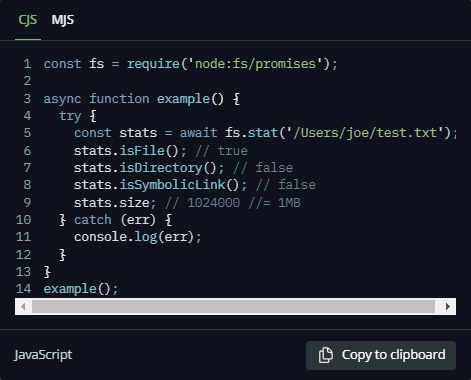 CJS MJS
1 const fs = require('node:fs/promises');
2
3 async function example() {
4   try {
5     const stats = await fs.stat('/Users/joe/test.txt');
6     stats.isFile(); // true
7     stats.isDirectory(); // false
8     stats.isSymbolicLink(); // false
9     stats.size; // 1024000 //= 1MB
10   } catch (err) {
11     console.log(err);
12   }
13 }
14 example();
JavaScript Copy to clipboard